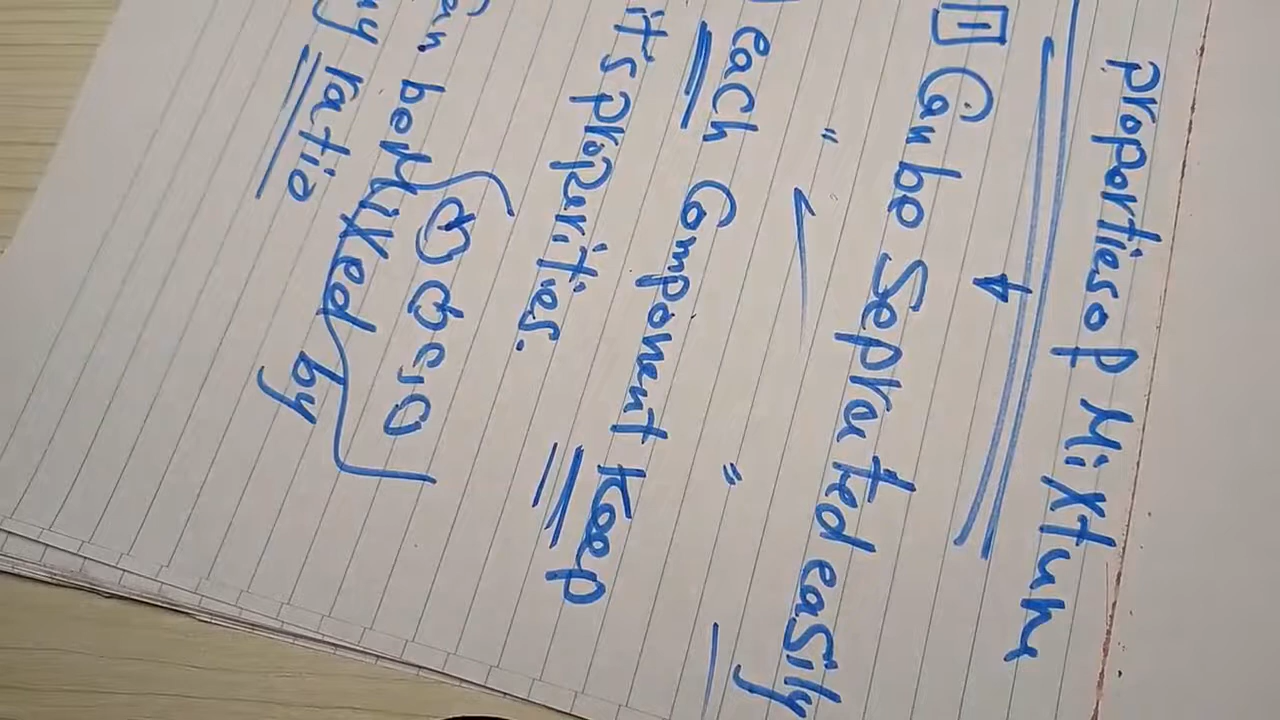 properties of Mixture
1 Can be Seprated easily
each Component Keep
it's properities.
can be Mixed by
ratio